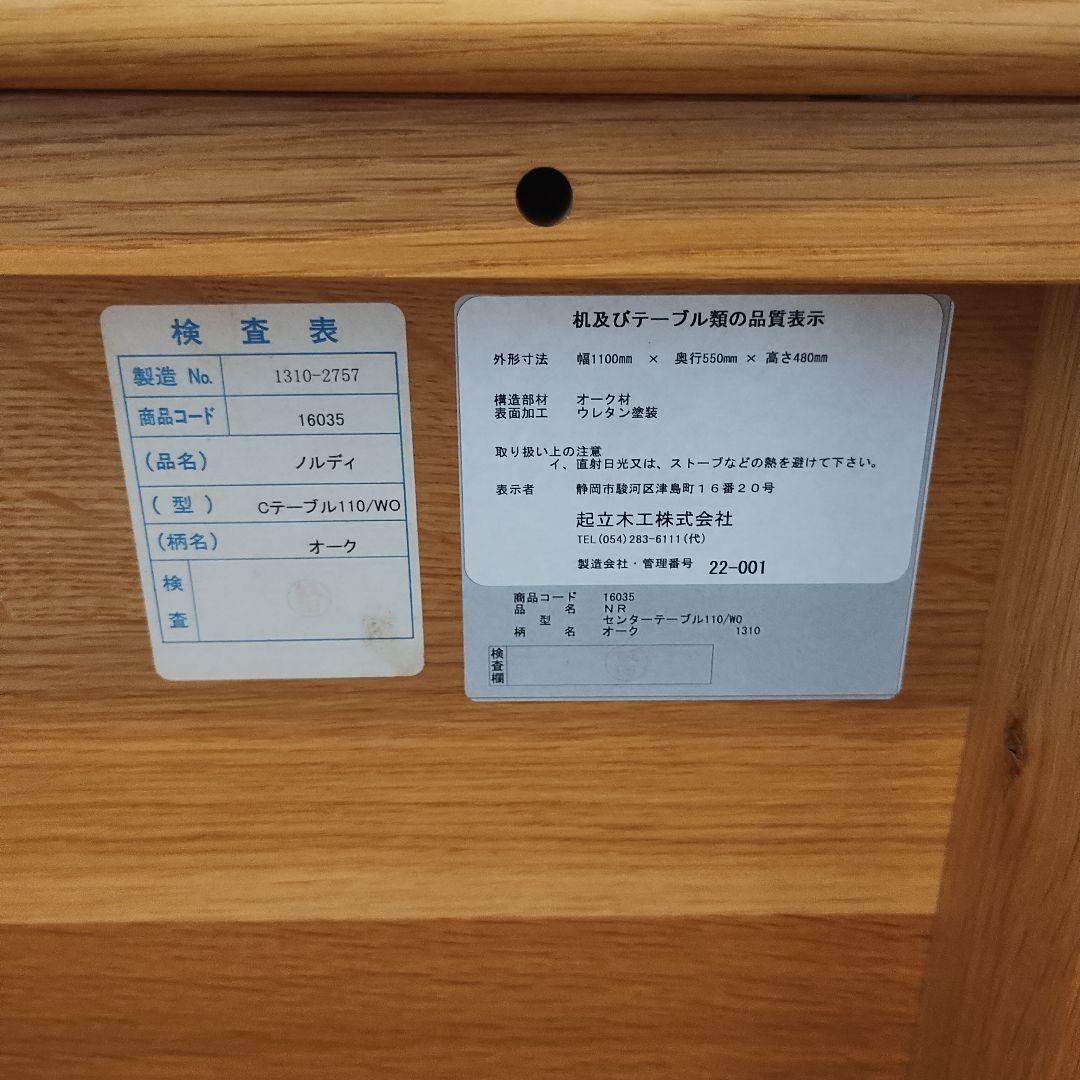 検査表
製造 No. 1310-2757
商品コード 16035
(品名) ノルディ
(型) Cテーブル110/WO
(柄名) オーク
検査
机及びテーブル類の品質表示
外形寸法 幅1100mm × 奥行550mm × 高さ480mm
構造部材 オーク材
表面加工 ウレタン塗装
取り扱い上の注意
イ、直射日光又は、ストーブなどの熱を避けて下さい。
表示者 静岡市駿河区津島町16番20号
起立木工株式会社
TEL(054)283-6111(代)
製造会社・管理番号 22-001
商品コード 16035
品名 NR
型 センターテーブル110/WO
柄名 オーク 1310
検査欄